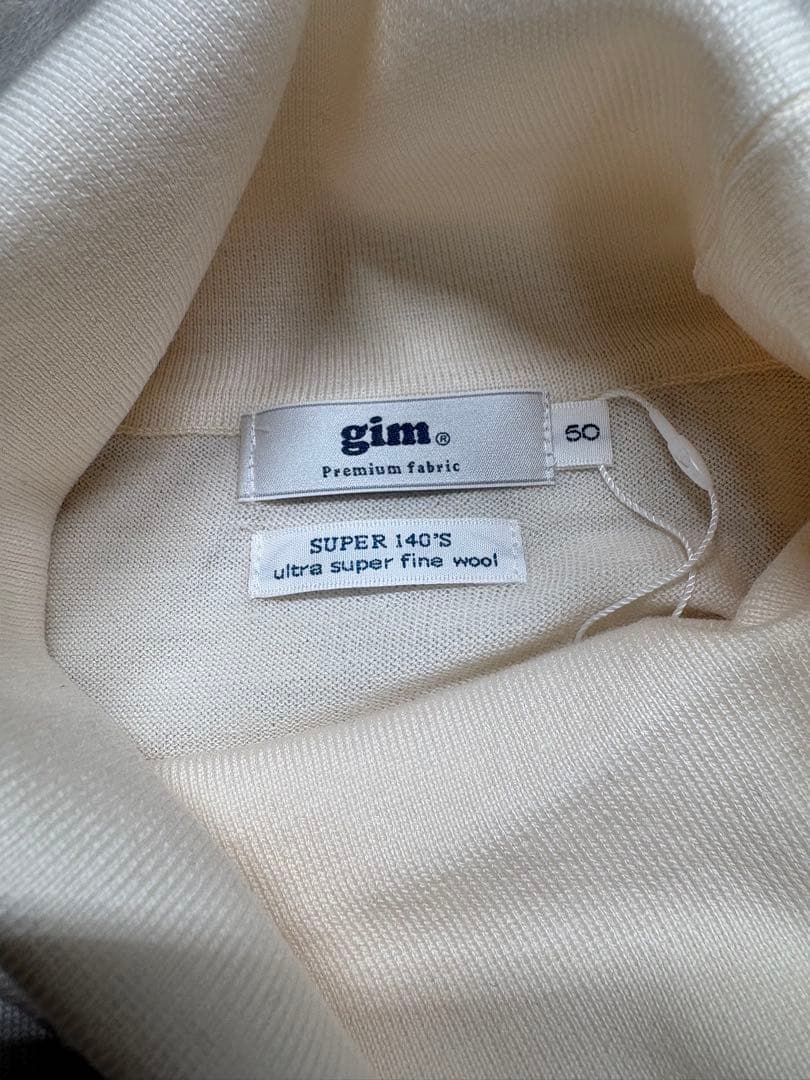 gim®
Premium fabric
50
SUPER 140'S
ultra super fine wool